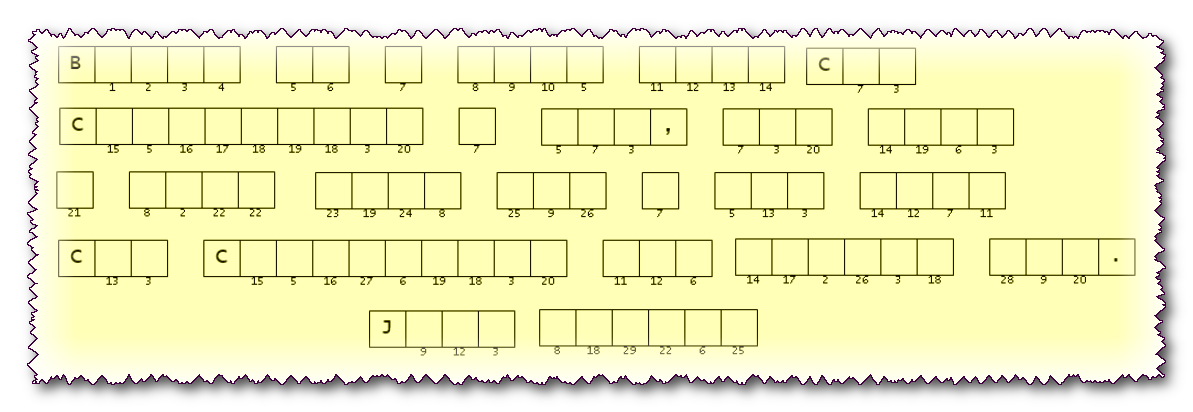 B C
1 2 3 4 5 6 7 8 9 10 5 11 12 13 14 7 3
C ,
15 5 16 17 18 19 18 3 20 7 5 7 3 7 3 20 14 19 6 3
21 8 2 22 22 23 19 24 8 25 9 26 7 5 13 3 14 12 7 11
C C .
13 3 15 5 16 27 6 19 18 3 20 11 12 6 14 17 2 26 3 18 28 9 20
J
9 12 3 8 18 29 22 6 25